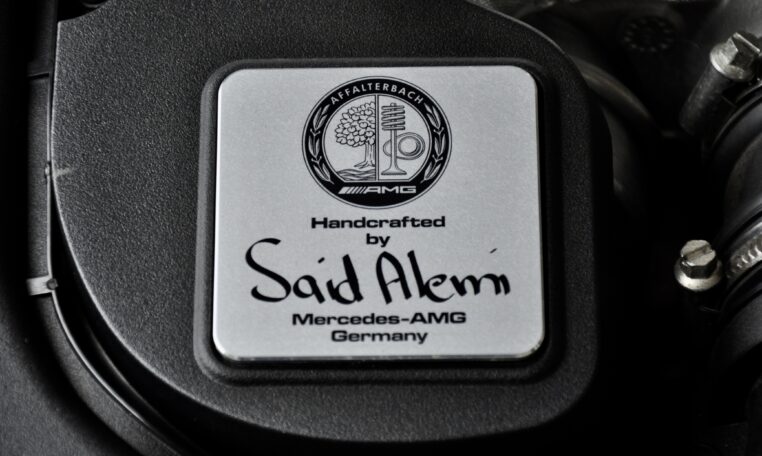 AFFALTERBACH
AMG
Handcrafted
by
Said Alemi
Mercedes-AMG
Germany